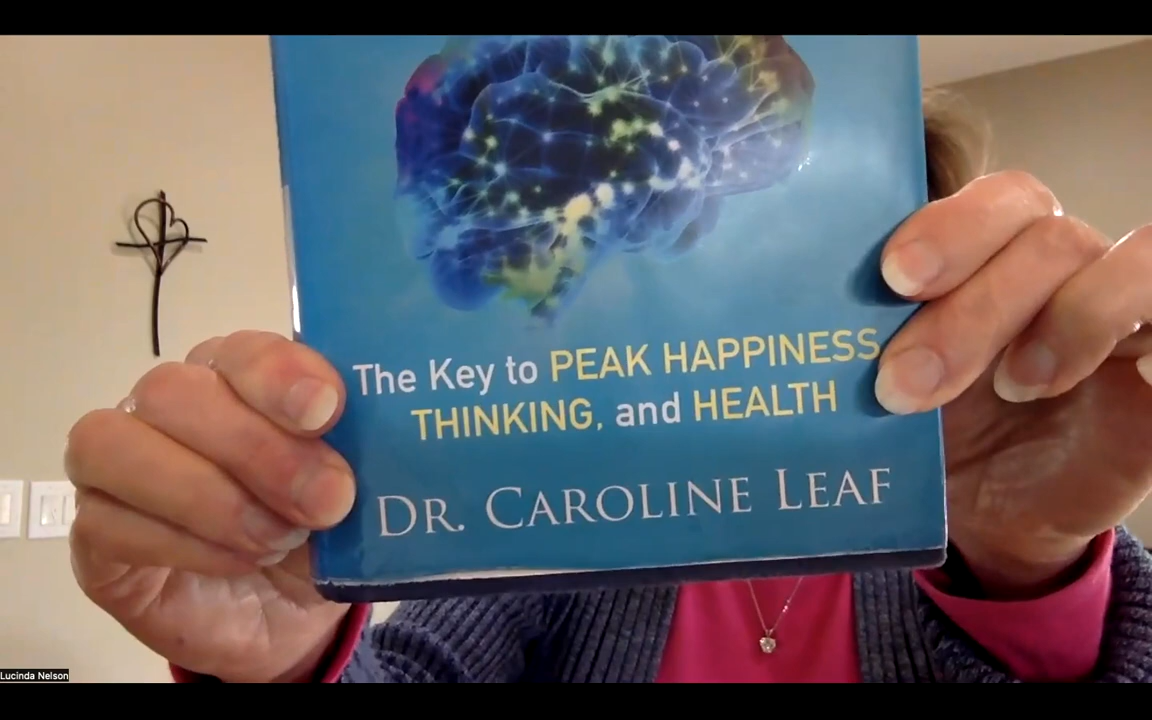 The Key to PEAK HAPPINESS,
THINKING, and HEALTH
DR. CAROLINE LEAF
Lucinda Nelson